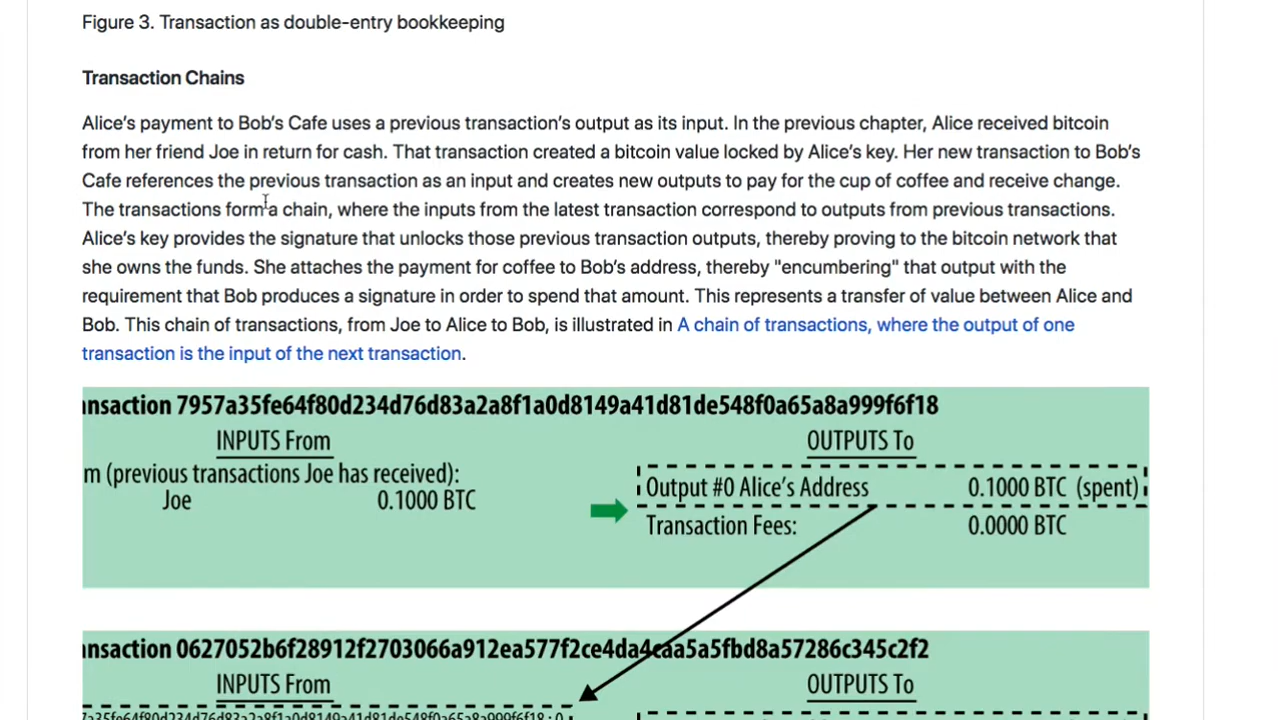 Figure 3. Transaction as double-entry bookkeeping
Transaction Chains
Alice's payment to Bob's Cafe uses a previous transaction's output as its input. In the previous chapter, Alice received bitcoin
from her friend Joe in return for cash. That transaction created a bitcoin value locked by Alice's key. Her new transaction to Bob's
Cafe references the previous transaction as an input and creates new outputs to pay for the cup of coffee and receive change.
The transactions form a chain, where the inputs from the latest transaction correspond to outputs from previous transactions.
Alice's key provides the signature that unlocks those previous transaction outputs, thereby proving to the bitcoin network that
she owns the funds. She attaches the payment for coffee to Bob's address, thereby "encumbering" that output with the
requirement that Bob produces a signature in order to spend that amount. This represents a transfer of value between Alice and
Bob. This chain of transactions, from Joe to Alice to Bob, is illustrated in A chain of transactions, where the output of one
transaction is the input of the next transaction.
nsaction 7957a35fe64f80d234d76d83a2a8f1a0d8149a41d81de548f0a65a8a999f6f18
INPUTS From OUTPUTS To
m (previous transactions Joe has received):
Output #0 Alice's Address 0.1000 BTC (spent)
Joe 0.1000 BTC
Transaction Fees: 0.0000 BTC
nsaction 0627052b6f28912f2703066a912ea577f2ce4da4caa5a5fbd8a57286c345c2f2
INPUTS From OUTPUTS To